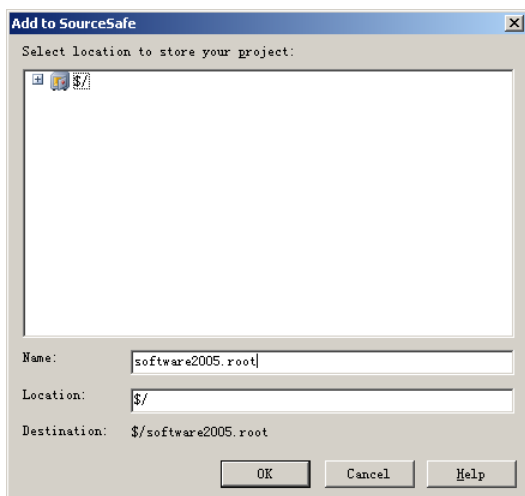 Add to SourceSafe
Select location to store your project:
$/
Name: software2005.root
Location: $/
Destination: $/software2005.root
OK Cancel Help